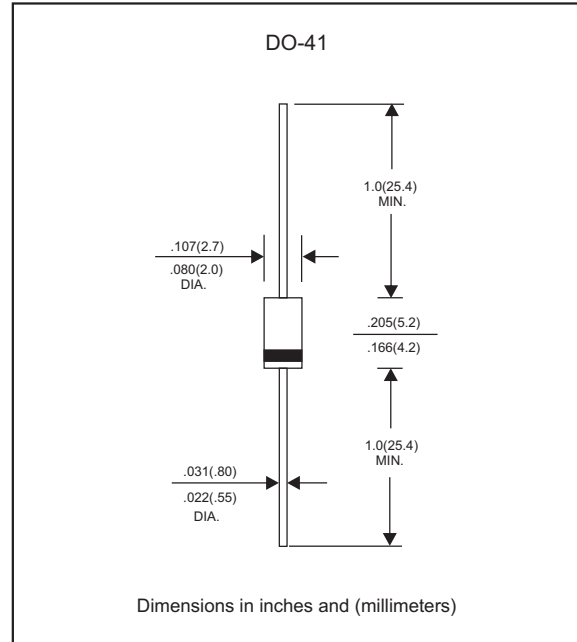 DO-41
1.0(25.4)
MIN.
.107(2.7)
.080(2.0)
DIA.
.205(5.2)
.166(4.2)
1.0(25.4)
MIN.
.031(.80)
.022(.55)
DIA.
Dimensions in inches and (millimeters)